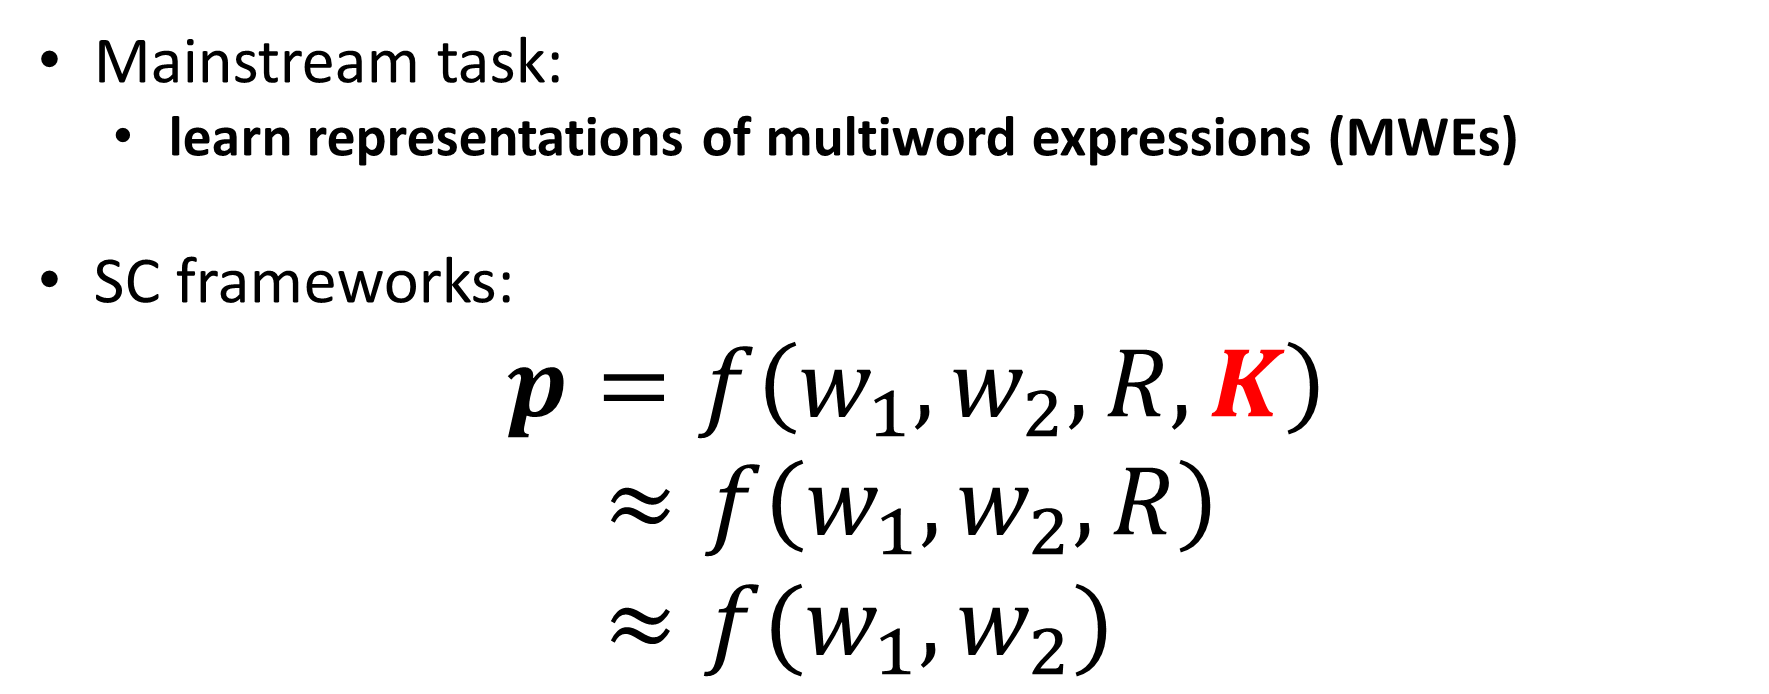 • Mainstream task:
• learn representations of multiword expressions (MWEs)
• SC frameworks:
p = f(w₁, w₂, R, K)
≈ f(w₁, w₂, R)
≈ f(w₁, w₂)